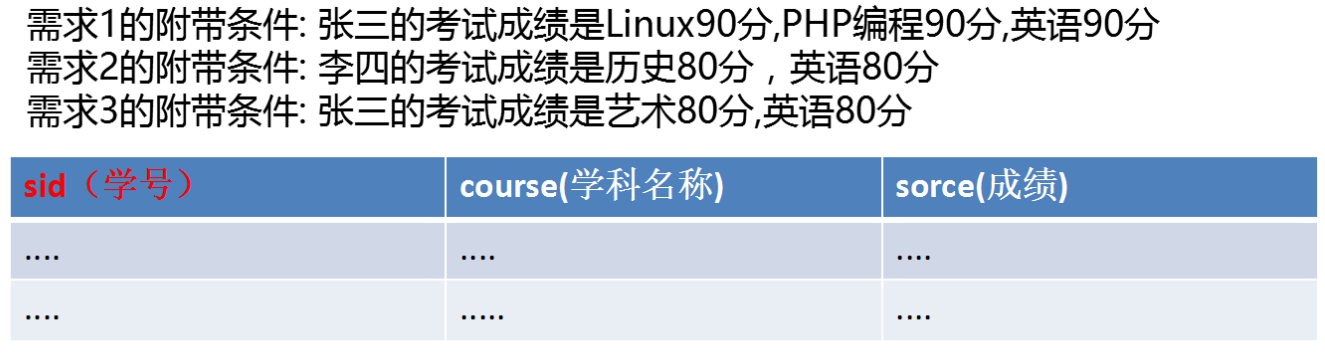 需求1的附带条件: 张三的考试成绩是Linux90分,PHP编程90分,英语90分
需求2的附带条件: 李四的考试成绩是历史80分，英语80分
需求3的附带条件: 张三的考试成绩是艺术80分,英语80分
sid（学号） course(学科名称) sorce(成绩)
.... .... ....
.... ..... ....